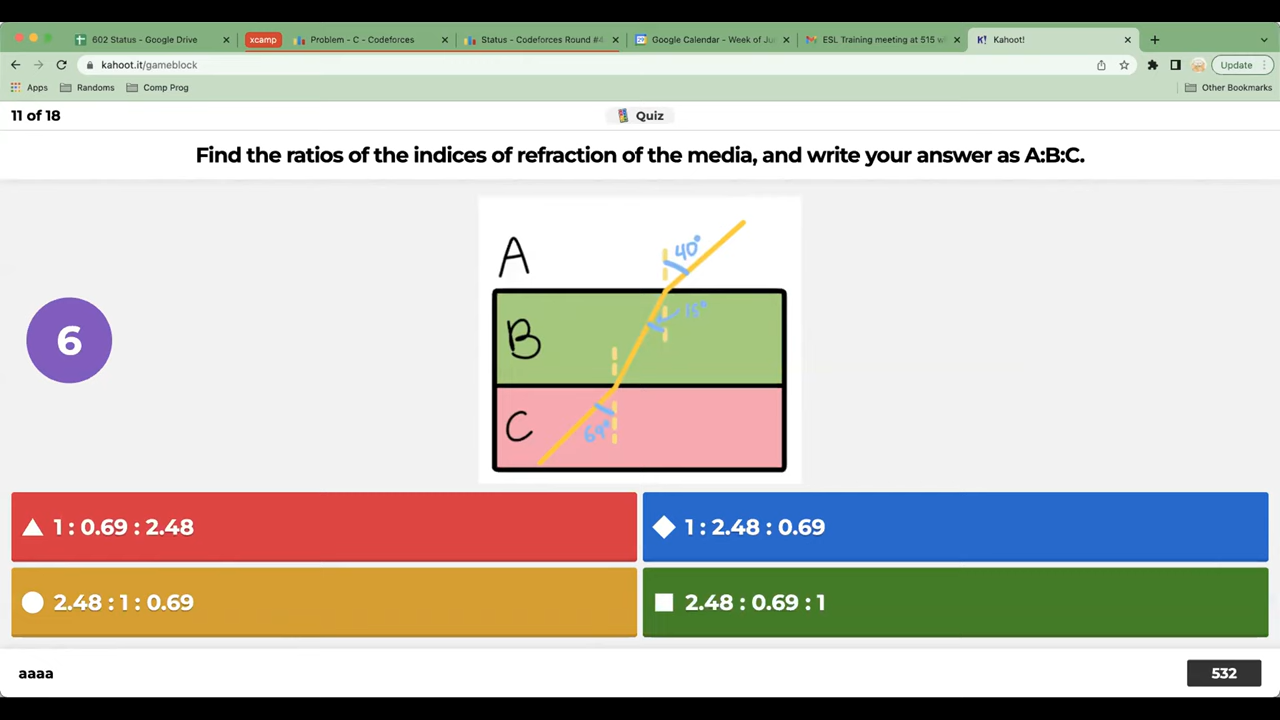 602 Status - Google Drive
xcamp
Problem - C - Codeforces
Status - Codeforces Round #
Google Calendar - Week of Ju
ESL Training meeting at 515 w
K! Kahoot!
kahoot.it/gameblock
Update
Apps
Randoms
Comp Prog
Other Bookmarks
11 of 18
Quiz
Find the ratios of the indices of refraction of the media, and write your answer as A:B:C.
6
A
40°
15°
B
C
69°
1 : 0.69 : 2.48
1 : 2.48 : 0.69
2.48 : 1 : 0.69
2.48 : 0.69 : 1
aaaa
532